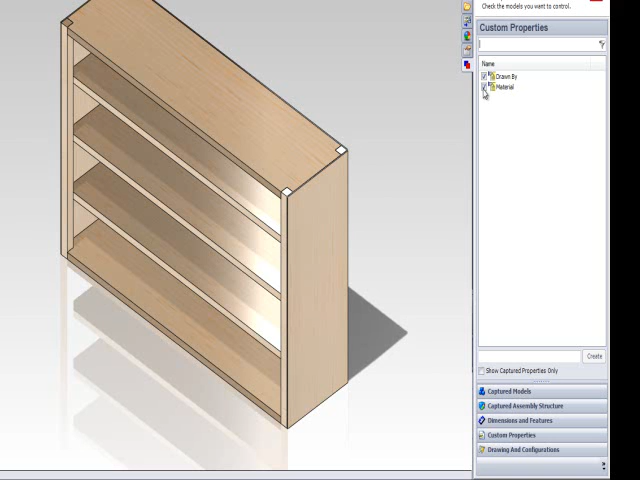 Check the models you want to control.
Custom Properties
Name
Drawn By
Material
Create
Show Captured Properties Only
Captured Models
Captured Assembly Structure
Dimensions and Features
Custom Properties
Drawing And Configurations